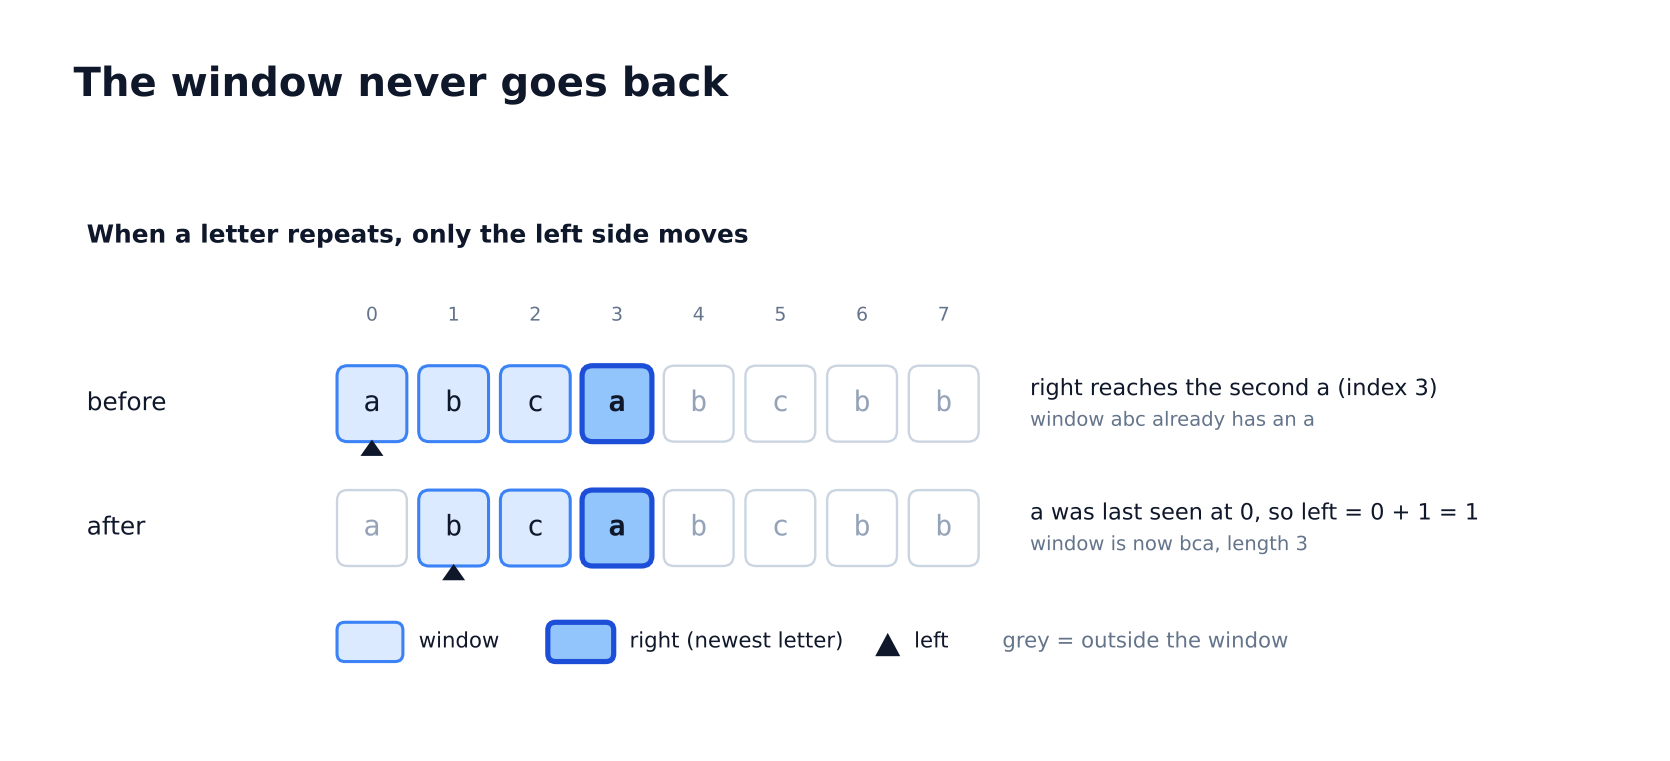 The window never goes back
When a letter repeats, only the left side moves
0 1 2 3 4 5 6 7
before a b c a b c b b right reaches the second a (index 3)
window abc already has an a
after a b c a b c b b a was last seen at 0, so left = 0 + 1 = 1
window is now bca, length 3
window right (newest letter) left grey = outside the window